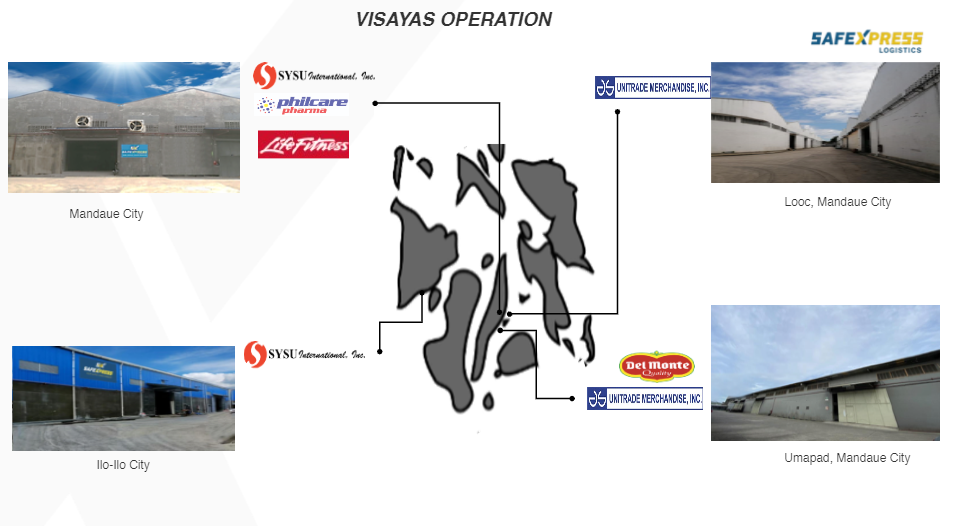 VISAYAS OPERATION
SAFEXPRESS
LOGISTICS
SYSU International, Inc.
philcare
pharma
Life Fitness
UNITRADE MERCHANDISE, INC.
Mandaue City
Looc, Mandaue City
SYSU International, Inc.
Del Monte
Quality
UNITRADE MERCHANDISE, INC.
SAFEXPRESS
Ilo-Ilo City
Umapad, Mandaue City